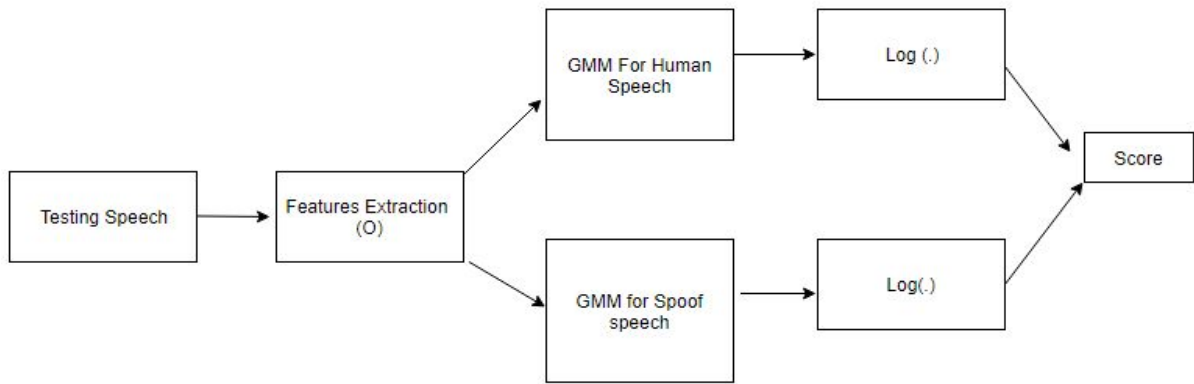 Testing Speech
Features Extraction
(O)
GMM For Human
Speech
Log (.)
GMM for Spoof
speech
Log(.)
Score